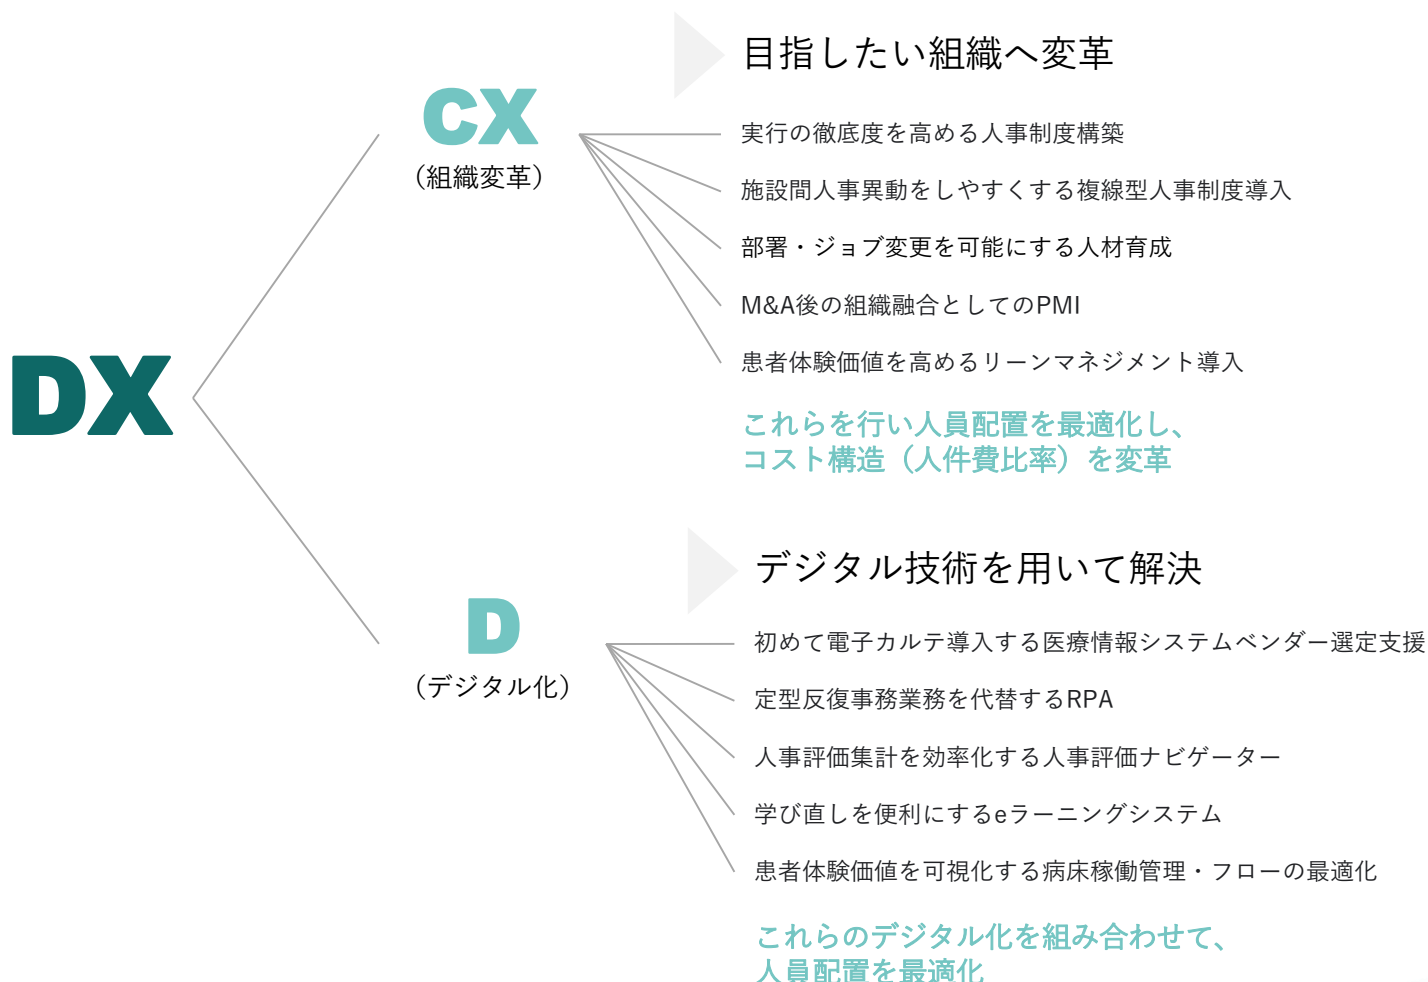 DX
CX
（組織変革）
目指したい組織へ変革
実行の徹底度を高める人事制度構築
施設間人事異動をしやすくする複線型人事制度導入
部署・ジョブ変更を可能にする人材育成
M&A後の組織融合としてのPMI
患者体験価値を高めるリーンマネジメント導入
これらを行い人員配置を最適化し、
コスト構造（人件費比率）を変革
D
（デジタル化）
デジタル技術を用いて解決
初めて電子カルテ導入する医療情報システムベンダー選定支援
定型反復事務業務を代替するRPA
人事評価集計を効率化する人事評価ナビゲーター
学び直しを便利にするeラーニングシステム
患者体験価値を可視化する病床稼働管理・フローの最適化
これらのデジタル化を組み合わせて、
人員配置を最適化